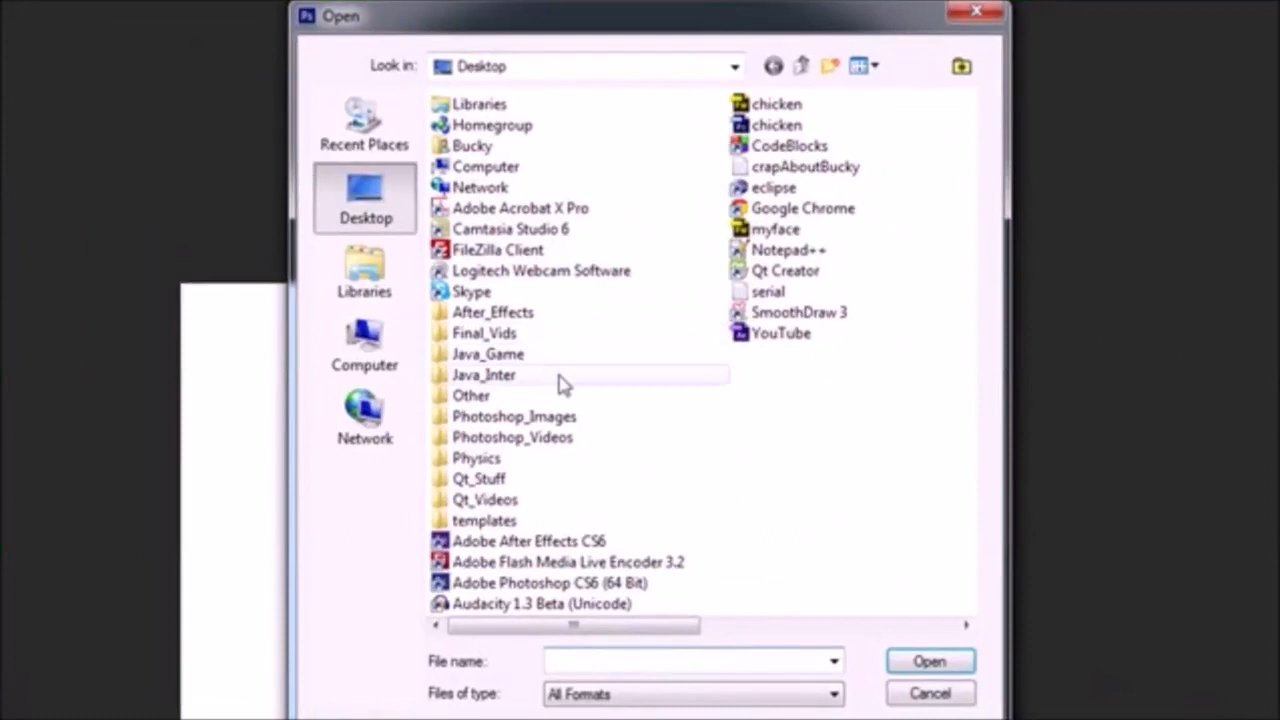 Ps Open
Look in: Desktop
Recent Places
Desktop
Libraries
Computer
Network
Libraries
Homegroup
Bucky
Computer
Network
Adobe Acrobat X Pro
Camtasia Studio 6
FileZilla Client
Logitech Webcam Software
Skype
After_Effects
Final_Vids
Java_Game
Java_Inter
Other
Photoshop_Images
Photoshop_Videos
Physics
Qt_Stuff
Qt_Videos
templates
Adobe After Effects CS6
Adobe Flash Media Live Encoder 3.2
Adobe Photoshop CS6 (64 Bit)
Audacity 1.3 Beta (Unicode)
chicken
chicken
CodeBlocks
crapAboutBucky
eclipse
Google Chrome
myface
Notepad++
Qt Creator
serial
SmoothDraw 3
YouTube
File name:
Open
Files of type: All Formats
Cancel